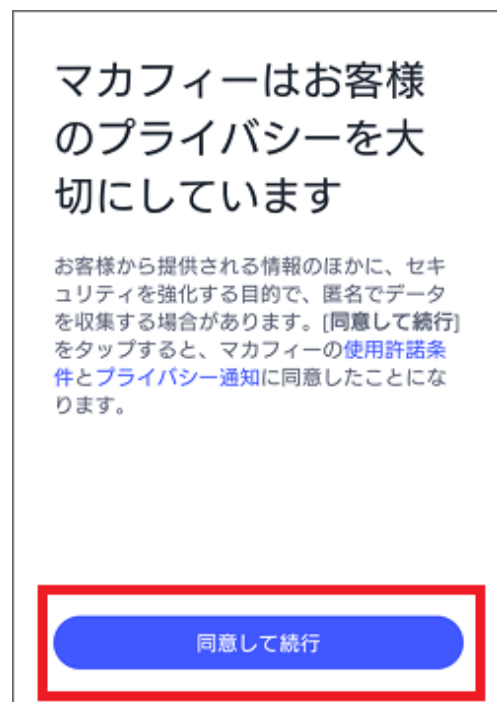 マカフィーはお客様
のプライバシーを大
切にしています
お客様から提供される情報のほかに、セキ
ュリティを強化する目的で、匿名でデータ
を収集する場合があります。[同意して続行]
をタップすると、マカフィーの使用許諾条
件とプライバシー通知に同意したことにな
ります。
同意して続行